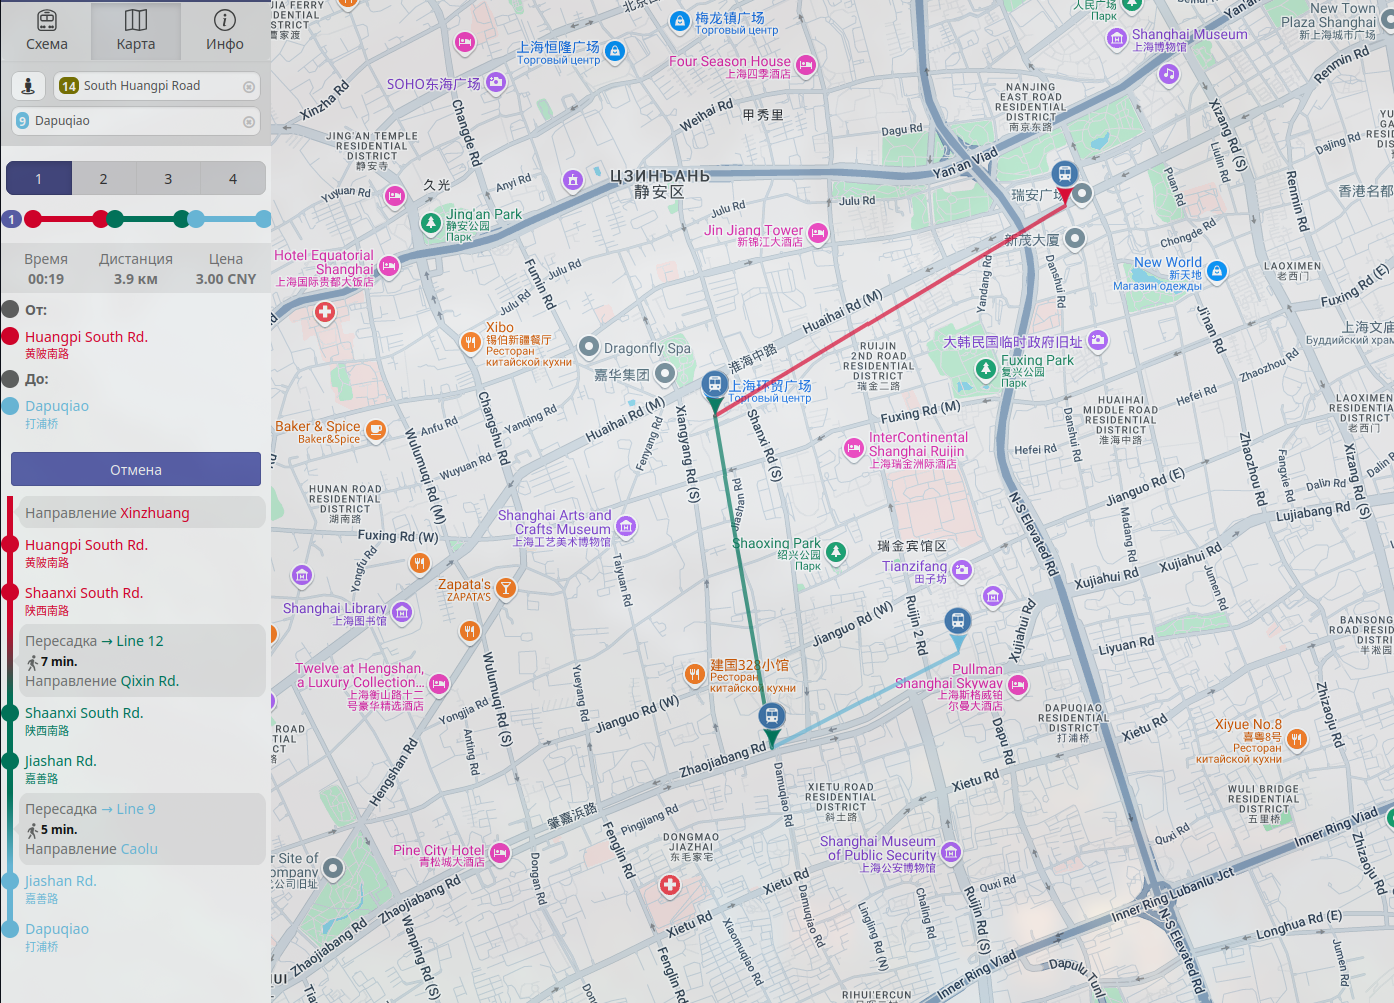 Схема
Карта
Инфо
14 South Huangpi Road
9 Dapuqiao
1
2
3
4
1
Время
Дистанция
Цена
00:19
3.9 км
3.00 CNY
От:
Huangpi South Rd.
黄陂南路
До:
Dapuqiao
打浦桥
Отмена
Направление Xinzhuang
Huangpi South Rd.
黄陂南路
Shaanxi South Rd.
陕西南路
Пересадка → Line 12
7 min.
Направление Qixin Rd.
Shaanxi South Rd.
陕西南路
Jiashan Rd.
嘉善路
Пересадка → Line 9
5 min.
Направление Caolu
Jiashan Rd.
嘉善路
Dapuqiao
打浦桥
梅龙镇广场
Торговый центр
人民广场
Парк
New Town
Plaza Shanghai
新上海城市广场
上海恒隆广场
Торговый центр
Shanghai Museum
上海博物馆
Four Season House
上海四季酒店
SOHO东海广场
Renmin Rd
Xinzha Rd
Changde Rd
Weihai Rd
甲秀里
NANJING
EAST ROAD
RESIDENTIAL
DISTRICT
南京东路
Xizang Rd (S)
Dagu Rd
JING'AN TEMPLE
RESIDENTIAL
DISTRICT
静安寺
Yan'an Viad
Liulin Rd
Dajing Rd
Yuyuan Rd
久光
Anyi Rd
ЦЗИНЪАНЬ
静安区
Puan Rd
Renmin Rd
瑞安广场
香港名都
Julu Rd
Julu Rd
Jing'an Park
静安公园
Парк
Jin Jiang Tower
新锦江大酒店
新茂大厦
Chongde Rd
Hotel Equatorial
Shanghai
上海国际贵都大饭店
Fumin Rd
Julu Rd
Julu Rd
Yandang Rd
Danshui Rd
New World
新天地
Магазин одежды
LAOXIMEN
老西门
Fuxing Rd (E)
Huaihai Rd (M)
Ji'nan Rd
Xibo
锡伯新疆餐厅
Ресторан
китайской кухни
Dragonfly Spa
淮海中路
RUIJIN
2ND ROAD
RESIDENTIAL
DISTRICT
瑞金二路
大韩民国临时政府旧址
Fuxing Park
复兴公园
Парк
上海文庙
Буддийский храм
Zhaozhou Rd
嘉华集团
上海环贸广场
Торговый центр
Hefei Rd
Changshu Rd
Yanqing Rd
Anfu Rd
Huaihai Rd (M)
Xiangyang Rd (S)
Fuxing Rd (M)
HUAIHAI
MIDDLE ROAD
RESIDENTIAL
DISTRICT
淮海中路
Baker & Spice
Baker&Spice
Wulumuqi Rd (M)
Wuyuan Rd
Fenyang Rd
Shanxi Rd (S)
InterContinental
Shanghai Ruijin
上海瑞金洲际酒店
Hefei Rd
Danshui Rd
Zhaozhou Rd
Fangxie Rd
Xizang Rd (S)
Jiashan Rd
HUNAN ROAD
RESIDENTIAL
DISTRICT
湖南路
Jianguo Rd (E)
Dalin Rd
Lujiabang Rd
Shanghai Arts and
Crafts Museum
上海工艺美术博物馆
Fuxing Rd (W)
N-S Elevated Rd
Madang Rd
Shaoxing Park
绍兴公园
Парк
瑞金宾馆区
Tianzifang
田子坊
Xujiahui Rd
Xujiahui Rd
Jumen Rd
Yongfu Rd
Taiyuan Rd
Zapata's
ZAPATA'S
Shanghai Library
上海图书馆
Jianguo Rd (W)
Ruijin 2 Rd
Xujiahui Rd
Liyuan Rd
建国328小馆
Ресторан
китайской кухни
Pullman
Shanghai Skyway
上海斯格威铂
尔曼大酒店
Twelve at Hengshan,
a Luxury Collection...
上海衡山路十二
号豪华精选酒店
Wulumuqi Rd (S)
Yueyang Rd
Jianguo Rd (W)
Yongjia Rd
Anting Rd
DAPUQIAO
RESIDENTIAL
DISTRICT
打浦桥
Xietu Rd
Zhizaoju Rd
Xiyue No.8
喜粤8号
Ресторан
китайской кухни
Dapu Rd
Zhaojiabang Rd
Hengshan Rd
Damuqiao Rd
XIETU ROAD
RESIDENTIAL
DISTRICT
斜土路
Xietu Rd
WULI BRIDGE
RESIDENTIAL
DISTRICT
五里桥
肇嘉浜路
Pingjiang Rd
DONGMAO
JIAZHAI
东毛家宅
Fenglin Rd
Shanghai Museum
of Public Security
上海公安博物馆
Quxi Rd
Inner Ring Viad
Zhizaoju Rd
Pine City Hotel
青松城大酒店
Dongan Rd
Zhaojiabang Rd
Xietu Rd
Quxi Rd
Inner Ring Lubanlu Jct
Damuqiao Rd
Chaling Rd
Lingling Rd (N)
Ruijin Rd (S)
Xietu Rd
Xiaomuqiao Rd
Wanping Rd (S)
Zhaojiabang Rd
Longhua Rd (E)
N-S Elevated Rd
Jumen Rd
Fenglin Rd
Inner Ring Viad
Dapulu Tunl
RIHUI'ERCUN